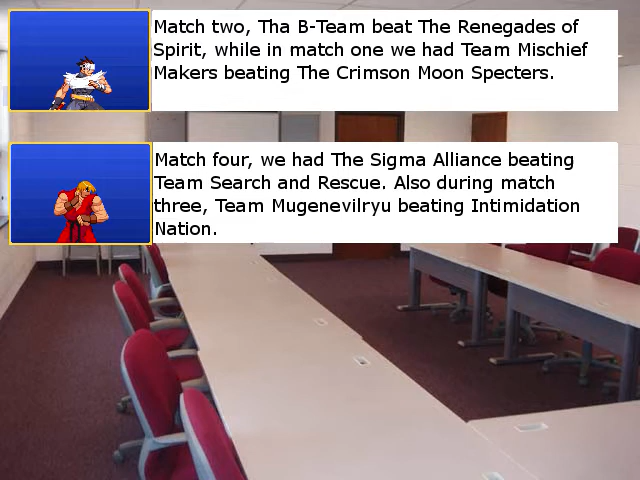 Match two, Tha B-Team beat The Renegades of
Spirit, while in match one we had Team Mischief
Makers beating The Crimson Moon Specters.
Match four, we had The Sigma Alliance beating
Team Search and Rescue. Also during match
three, Team Mugenevilryu beating Intimidation
Nation.